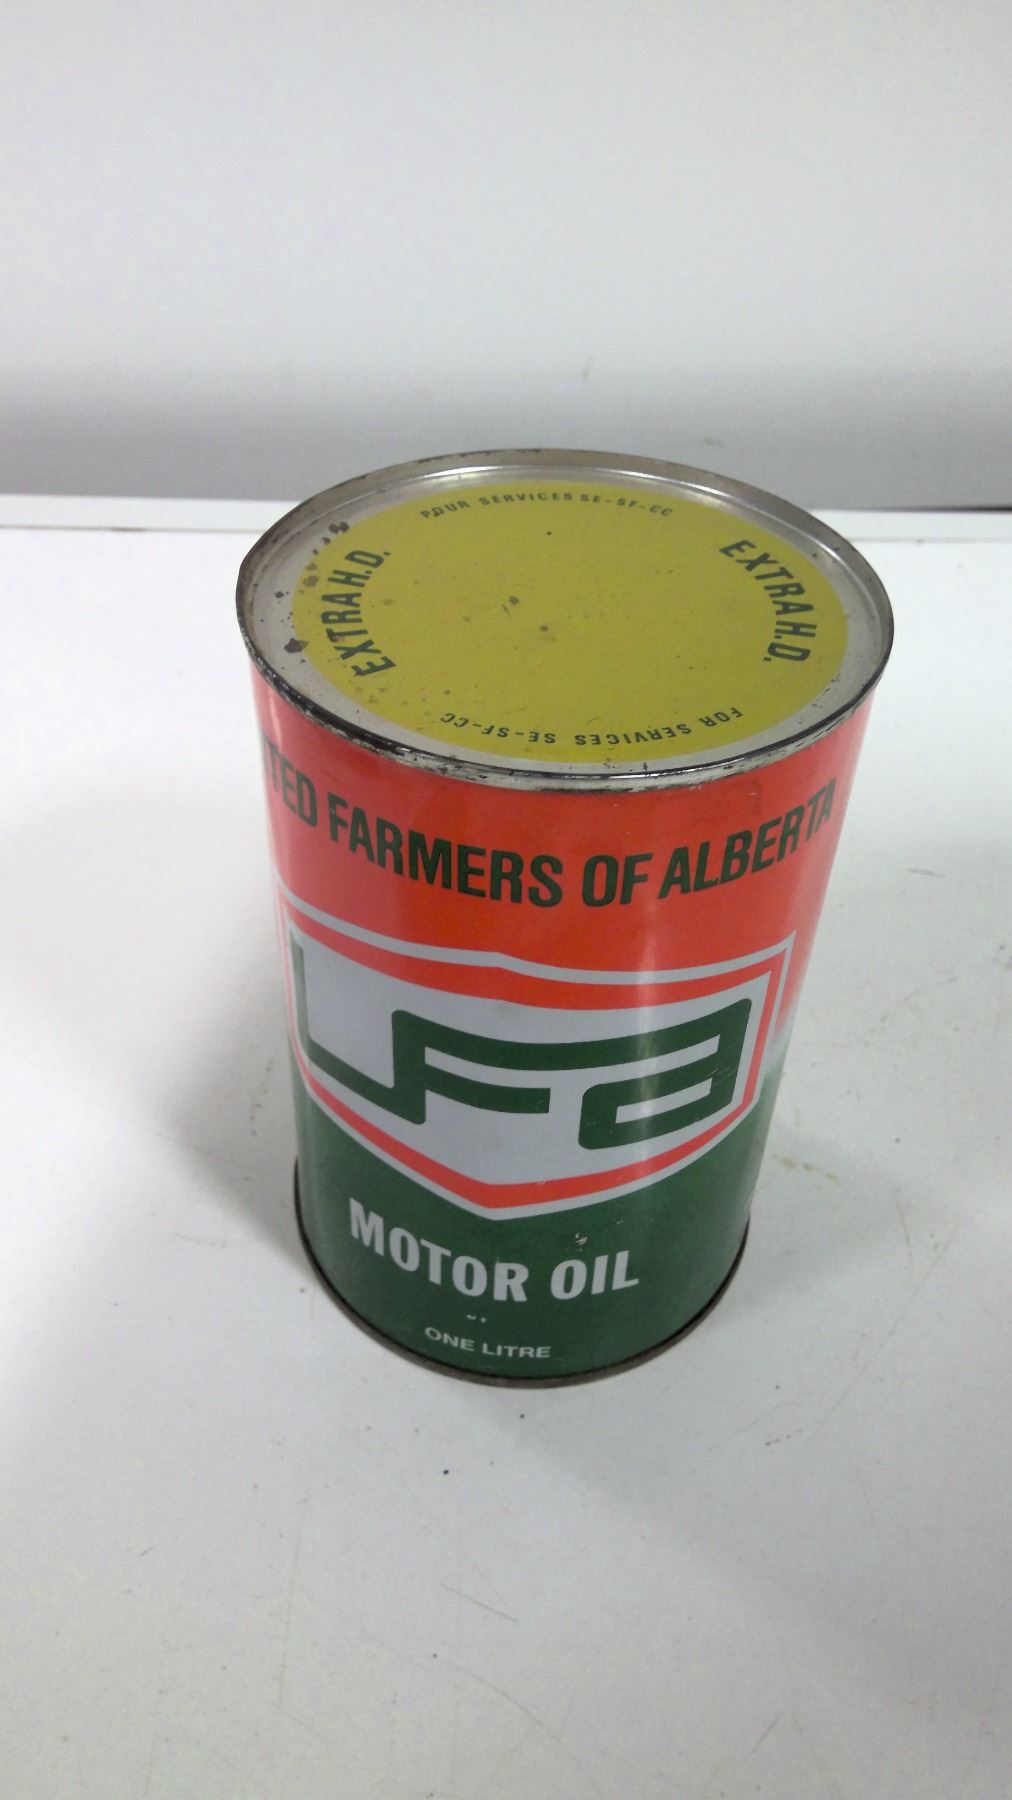 POUR SERVICES SE-SF-CC
EXTRA H.D.
EXTRA H.D.
FOR SERVICES SE-SF-CC
ITED FARMERS OF ALBERTA
UFA
MOTOR OIL
ONE LITRE